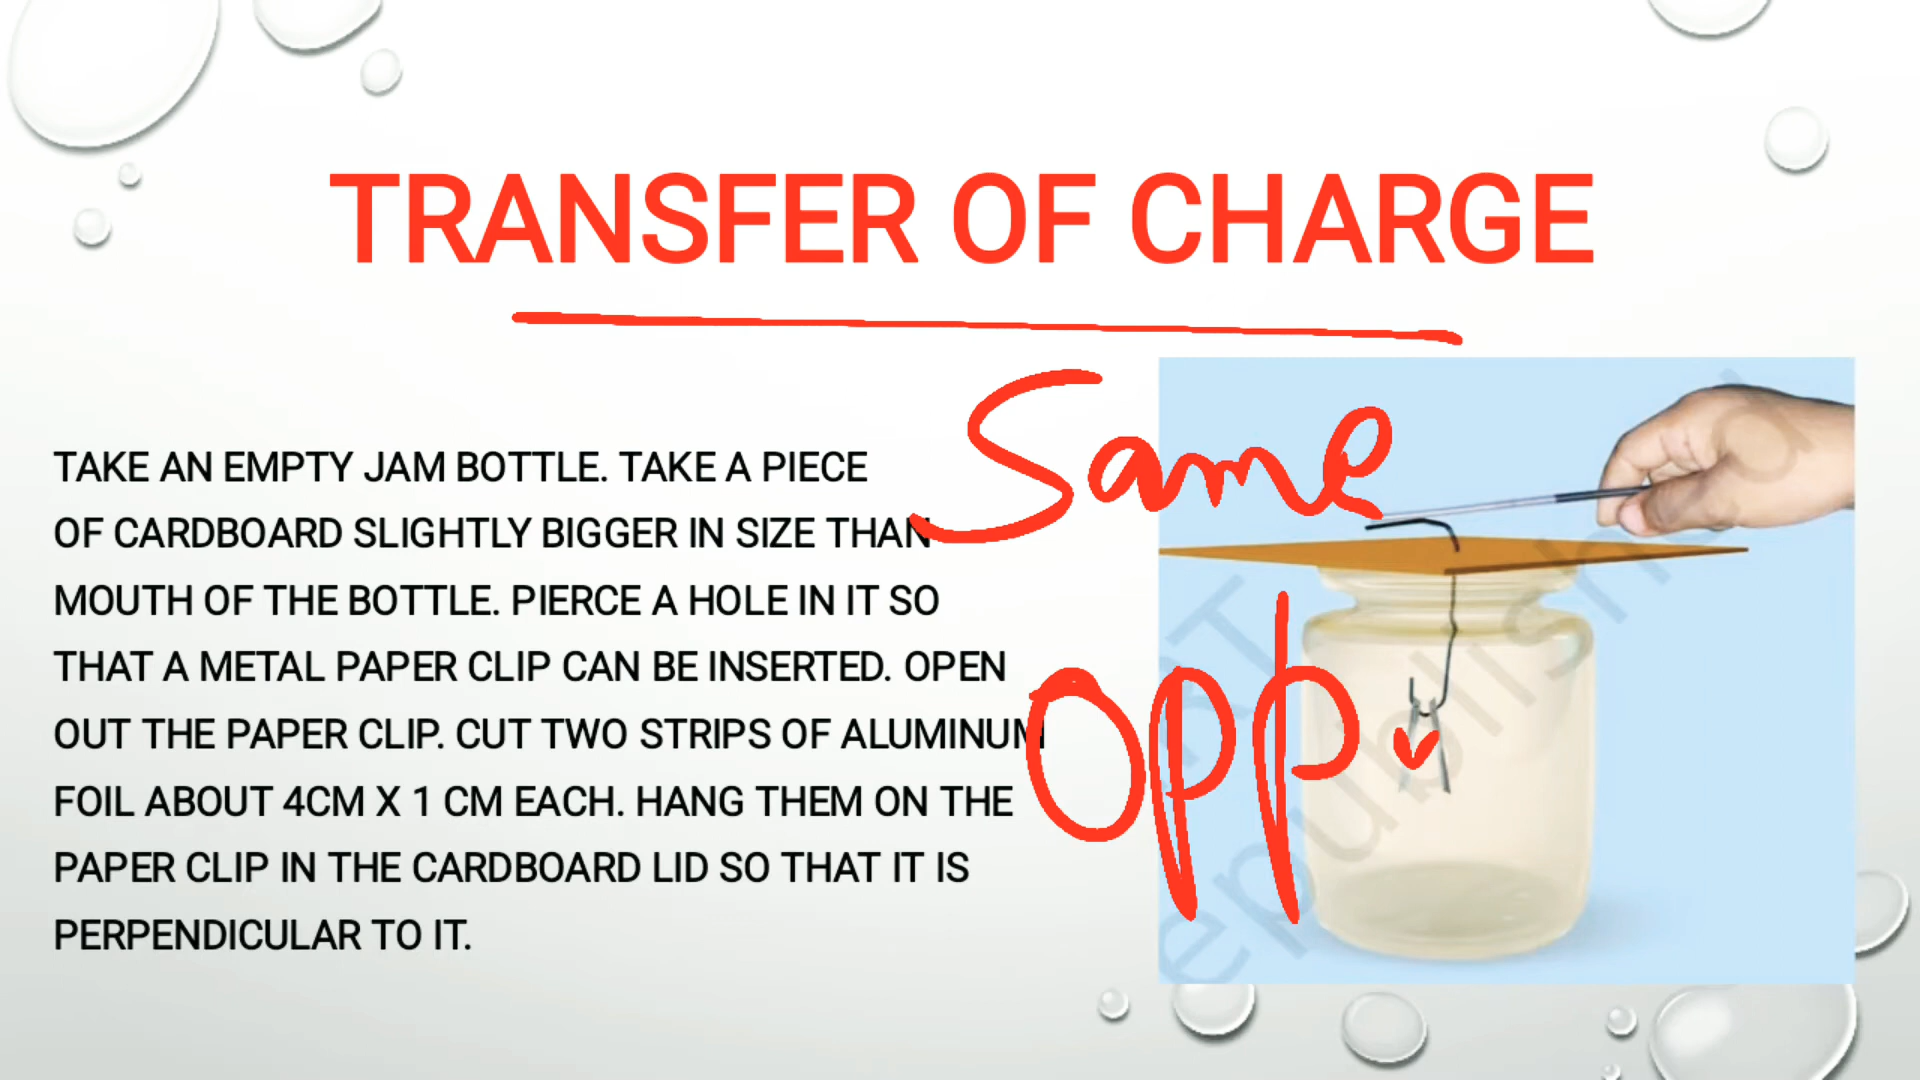 TRANSFER OF CHARGE
Same
TAKE AN EMPTY JAM BOTTLE. TAKE A PIECE
OF CARDBOARD SLIGHTLY BIGGER IN SIZE THAN
MOUTH OF THE BOTTLE. PIERCE A HOLE IN IT SO
THAT A METAL PAPER CLIP CAN BE INSERTED. OPEN
OUT THE PAPER CLIP. CUT TWO STRIPS OF ALUMINUM
FOIL ABOUT 4CM X 1 CM EACH. HANG THEM ON THE
PAPER CLIP IN THE CARDBOARD LID SO THAT IT IS
PERPENDICULAR TO IT.
opp